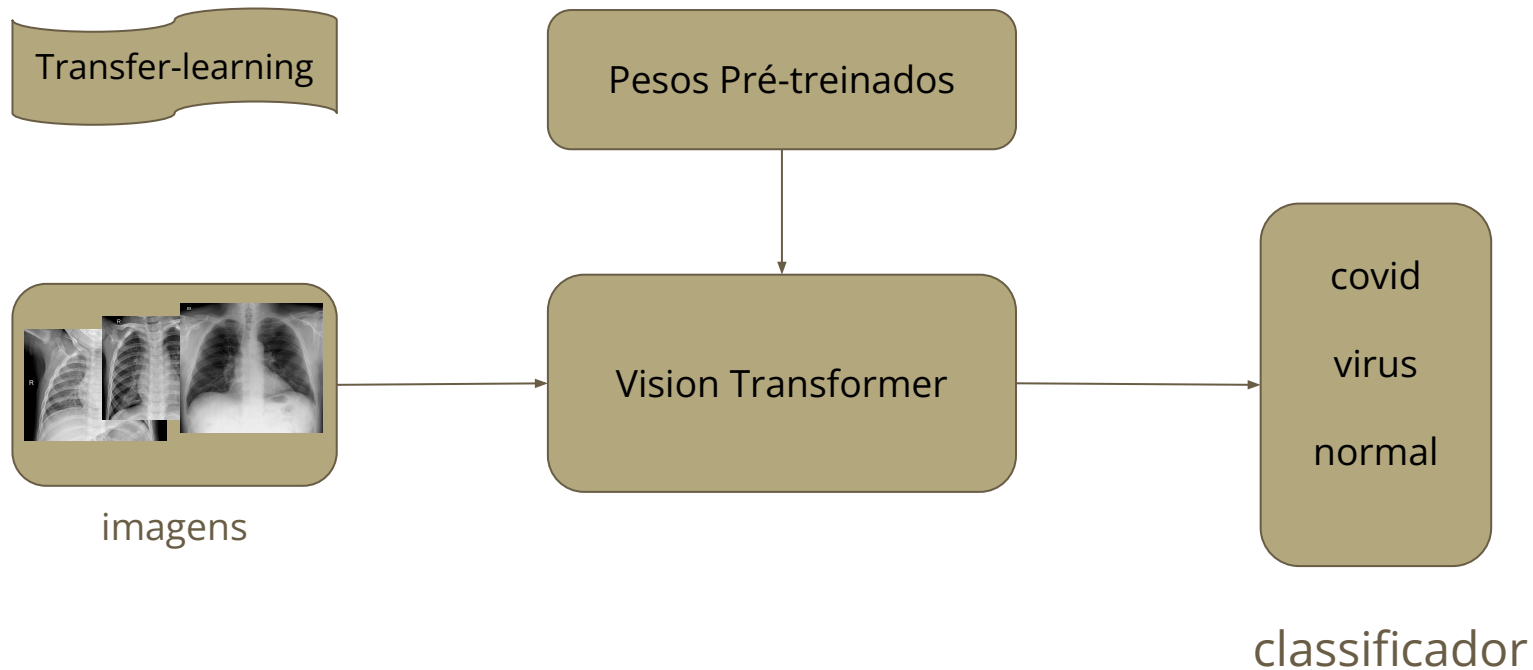 Transfer-learning
Pesos Pré-treinados
R
R
Vision Transformer
imagens
covid
virus
normal
classificador